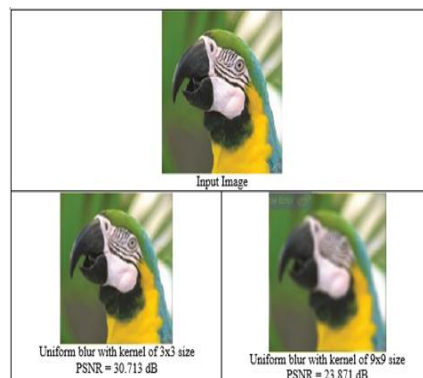 Input Image
Uniform blur with kernel of 3x3 size
PSNR = 30.713 dB
Uniform blur with kernel of 9x9 size
PSNR = 23.871 dB